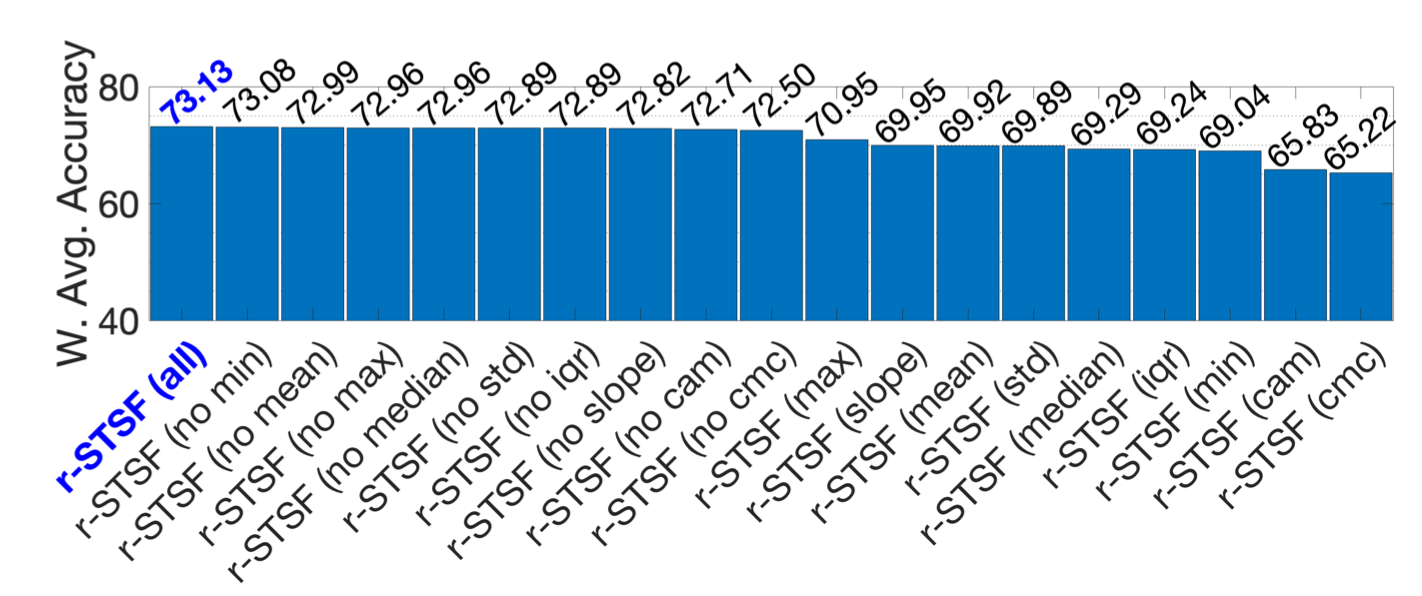 W. Avg. Accuracy
80
60
40
73.13
73.08
72.99
72.96
72.96
72.89
72.89
72.82
72.71
72.50
70.95
69.95
69.92
69.89
69.29
69.24
69.04
65.83
65.22
r-STSF (all)
r-STSF (no min)
r-STSF (no mean)
r-STSF (no max)
r-STSF (no median)
r-STSF (no std)
r-STSF (no iqr)
r-STSF (no slope)
r-STSF (no cam)
r-STSF (no cmc)
r-STSF (max)
r-STSF (slope)
r-STSF (mean)
r-STSF (std)
r-STSF (median)
r-STSF (iqr)
r-STSF (min)
r-STSF (cam)
r-STSF (cmc)